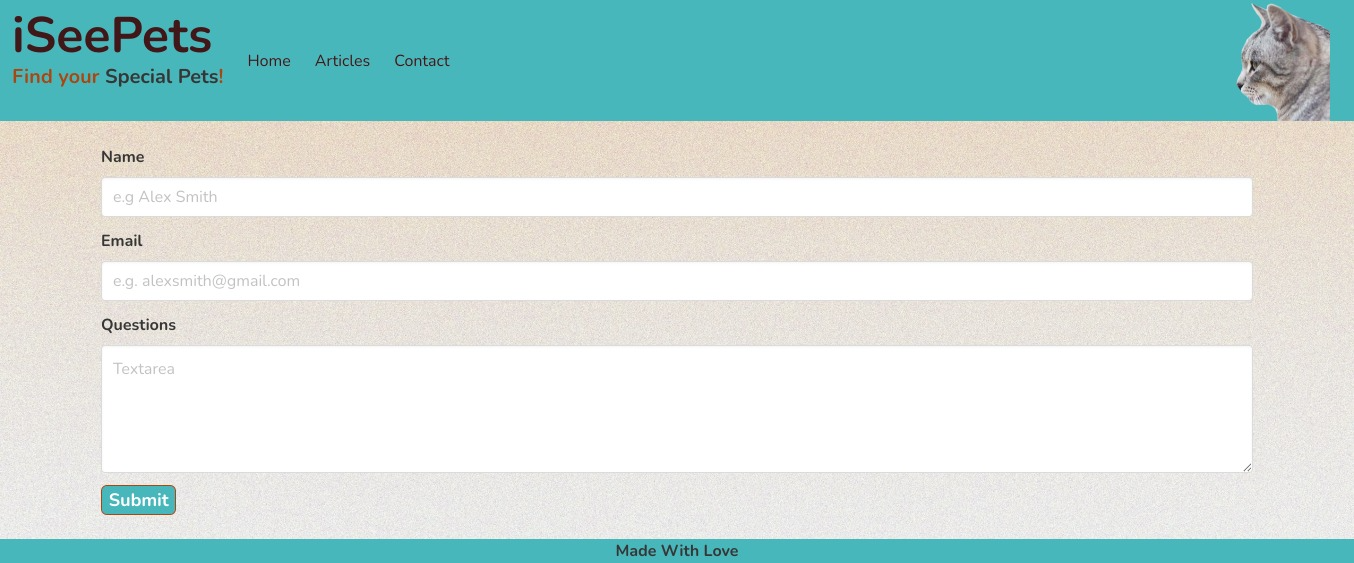 iSeePets
Find your Special Pets!
Home Articles Contact
Name
e.g Alex Smith
Email
e.g. alexsmith@gmail.com
Questions
Textarea
Submit
Made With Love